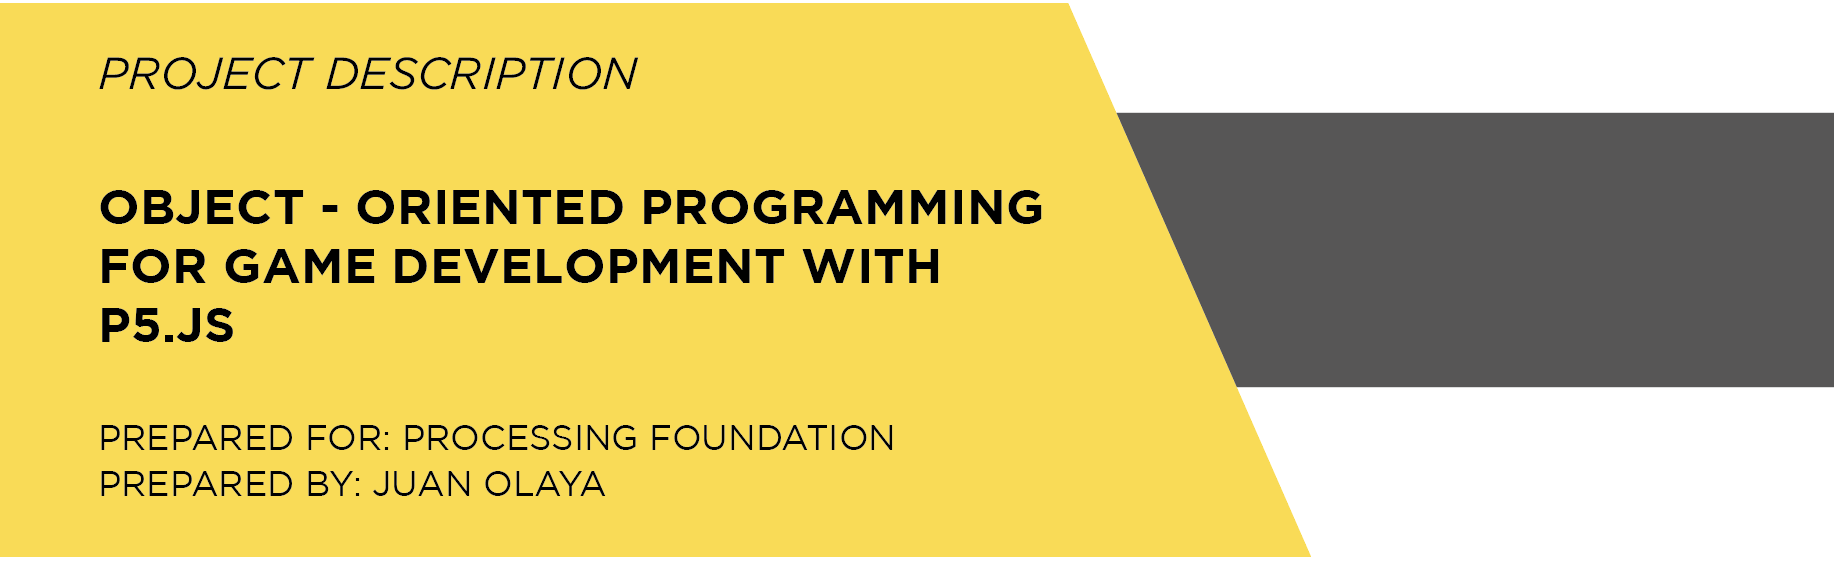 PROJECT DESCRIPTION
OBJECT - ORIENTED PROGRAMMING
FOR GAME DEVELOPMENT WITH
P5.JS
PREPARED FOR: PROCESSING FOUNDATION
PREPARED BY: JUAN OLAYA